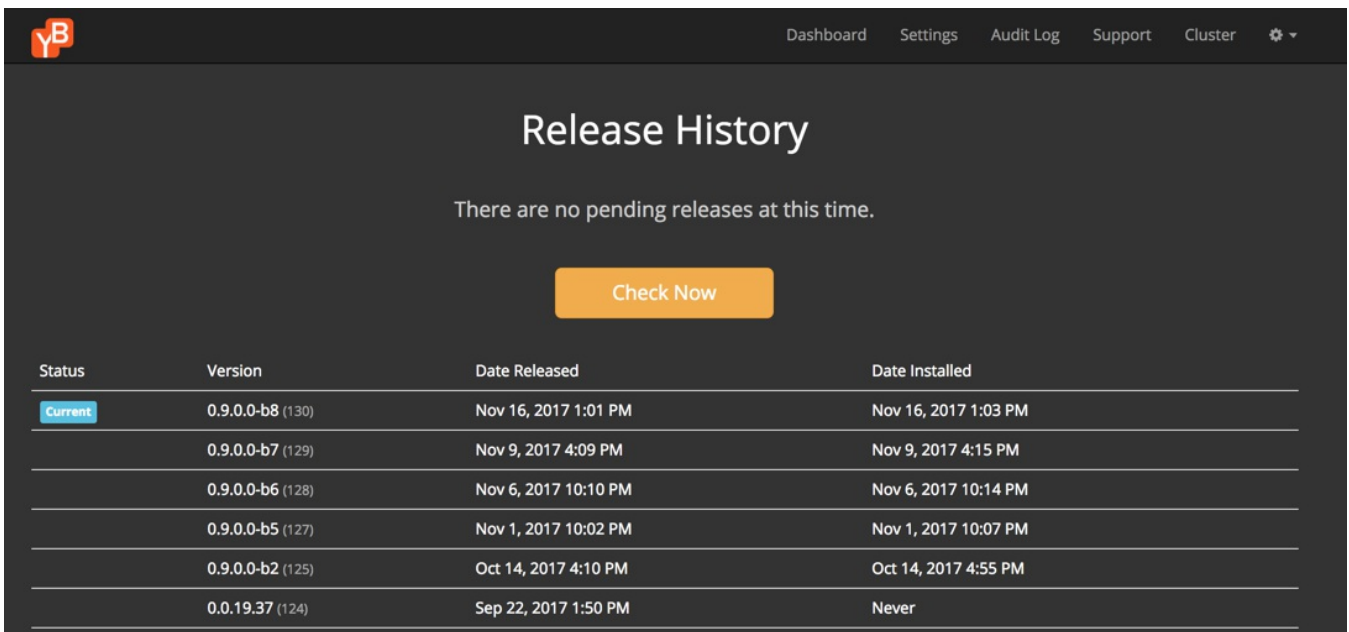 YB
Dashboard Settings Audit Log Support Cluster
Release History
There are no pending releases at this time.
Check Now
Status Version Date Released Date Installed
Current 0.9.0.0-b8 (130) Nov 16, 2017 1:01 PM Nov 16, 2017 1:03 PM
0.9.0.0-b7 (129) Nov 9, 2017 4:09 PM Nov 9, 2017 4:15 PM
0.9.0.0-b6 (128) Nov 6, 2017 10:10 PM Nov 6, 2017 10:14 PM
0.9.0.0-b5 (127) Nov 1, 2017 10:02 PM Nov 1, 2017 10:07 PM
0.9.0.0-b2 (125) Oct 14, 2017 4:10 PM Oct 14, 2017 4:55 PM
0.0.19.37 (124) Sep 22, 2017 1:50 PM Never